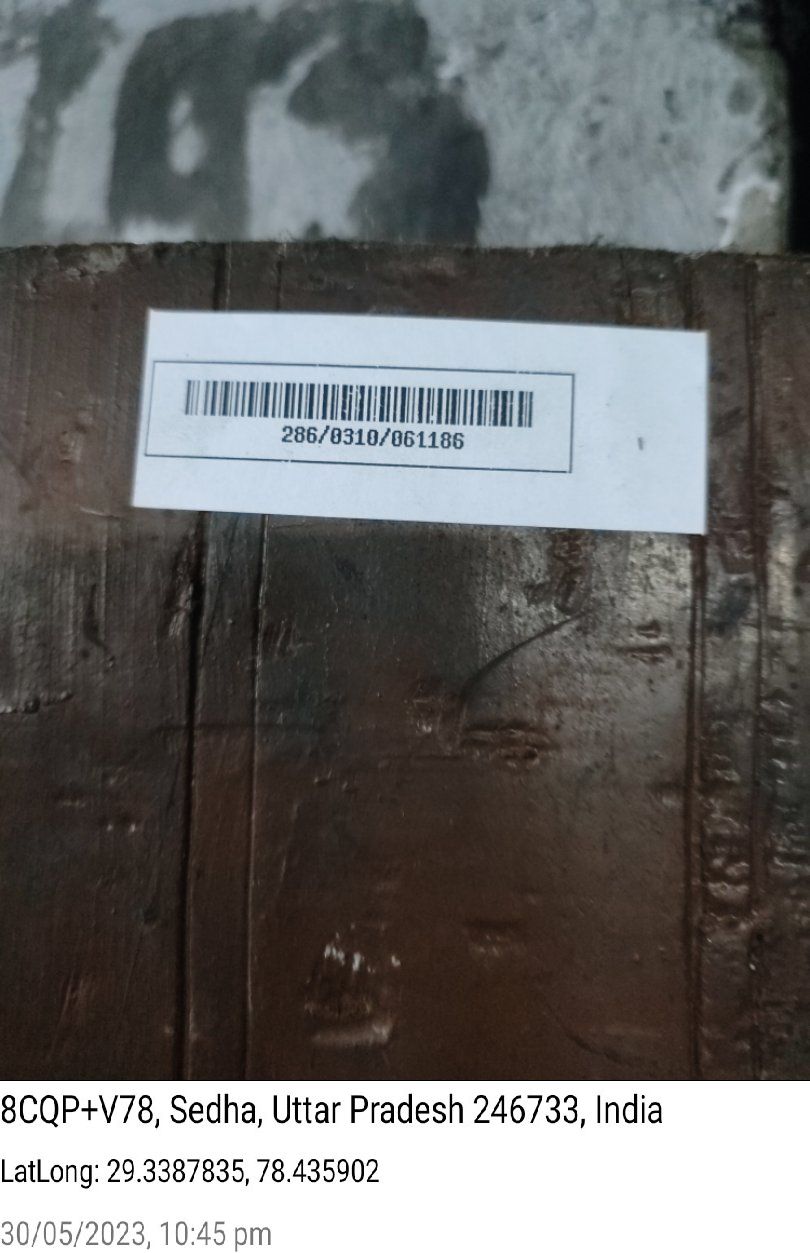 286/0310/061186
8CQP+V78, Sedha, Uttar Pradesh 246733, India
LatLong: 29.3387835, 78.435902
30/05/2023, 10:45 pm